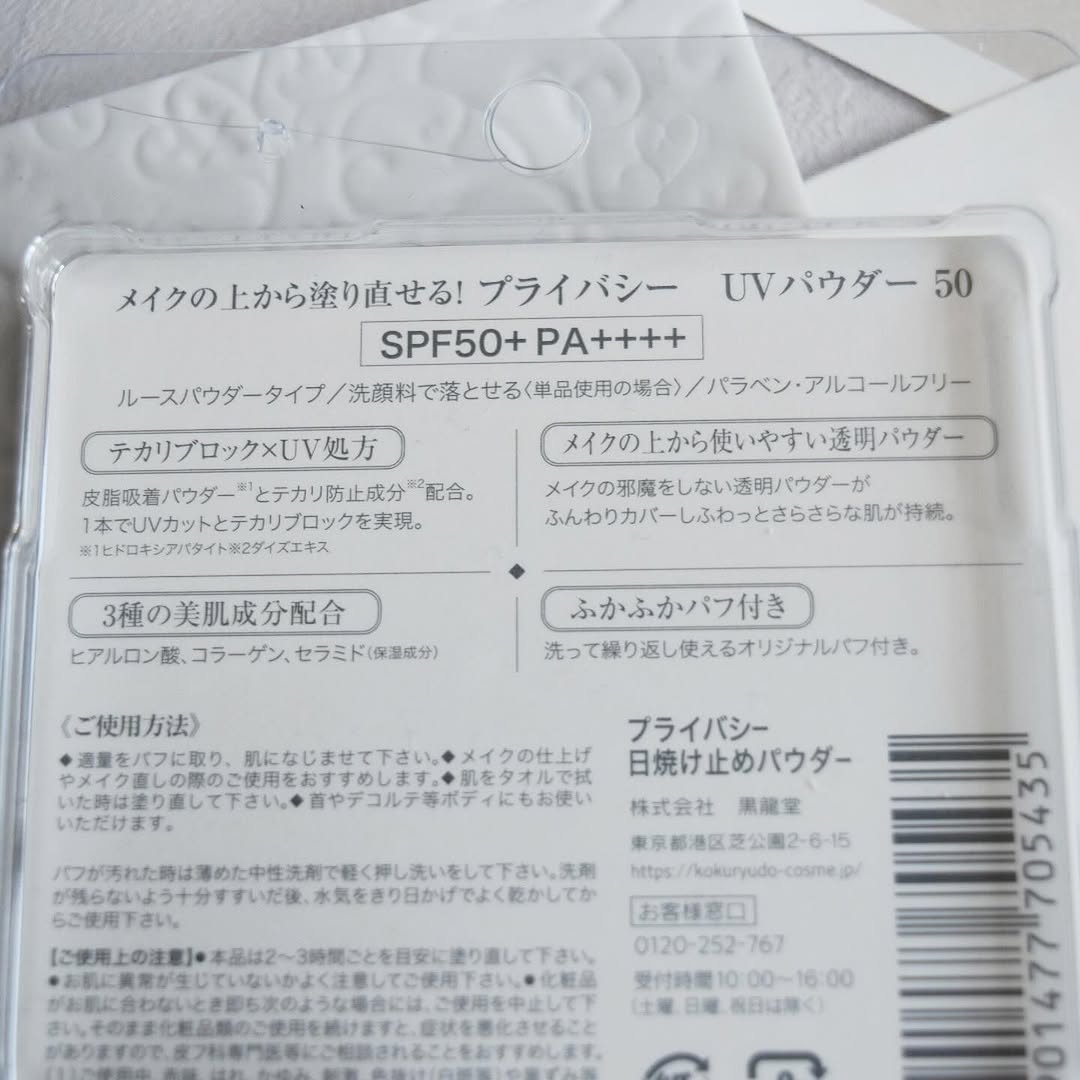 メイクの上から塗り直せる! プライバシー　UVパウダー 50
SPF50+ PA++++
ルースパウダータイプ／洗顔料で落とせる〈単品使用の場合〉／パラベン・アルコールフリー
テカリブロック×UV処方
皮脂吸着パウダー※1とテカリ防止成分※2配合。
1本でUVカットとテカリブロックを実現。
※1ヒドロキシアパタイト※2ダイズエキス
メイクの上から使いやすい透明パウダー
メイクの邪魔をしない透明パウダーが
ふんわりカバーしふわっとさらさらな肌が持続。
3種の美肌成分配合
ヒアルロン酸、コラーゲン、セラミド(保湿成分)
ふかふかパフ付き
洗って繰り返し使えるオリジナルパフ付き。
《ご使用方法》
◆適量をパフに取り、肌になじませて下さい。◆メイクの仕上げ
やメイク直しの際のご使用をおすすめします。◆肌をタオルで拭
いた時は塗り直して下さい。◆首やデコルテ等ボディにもお使い
いただけます。
パフが汚れた時は薄めた中性洗剤で軽く押し洗いをして下さい。洗剤
が残らないよう十分すすいだ後、水気をきり日かげでよく乾かしてか
らご使用下さい。
【ご使用上の注意】●本品は2〜3時間ごとを目安に塗り直して下さい。
●お肌に異常が生じていないかよく注意してご使用下さい。●化粧品
がお肌に合わないとき即ち次のような場合には、ご使用を中止して下
さい。そのまま化粧品類のご使用を続けますと、症状を悪化させること
がありますので、皮フ科専門医等にご相談されることをおすすめします。
(1)ご使用中、赤味、はれ、かゆみ、刺激、色抜け(白斑等)や黒ずみ等
プライバシー
日焼け止めパウダー
株式会社　黒龍堂
東京都港区芝公園2-6-15
https://kokuryudo-cosme.jp/
お客様窓口
0120-252-767
受付時間10:00〜16:00
(土曜、日曜、祝日は除く)
901477 705435